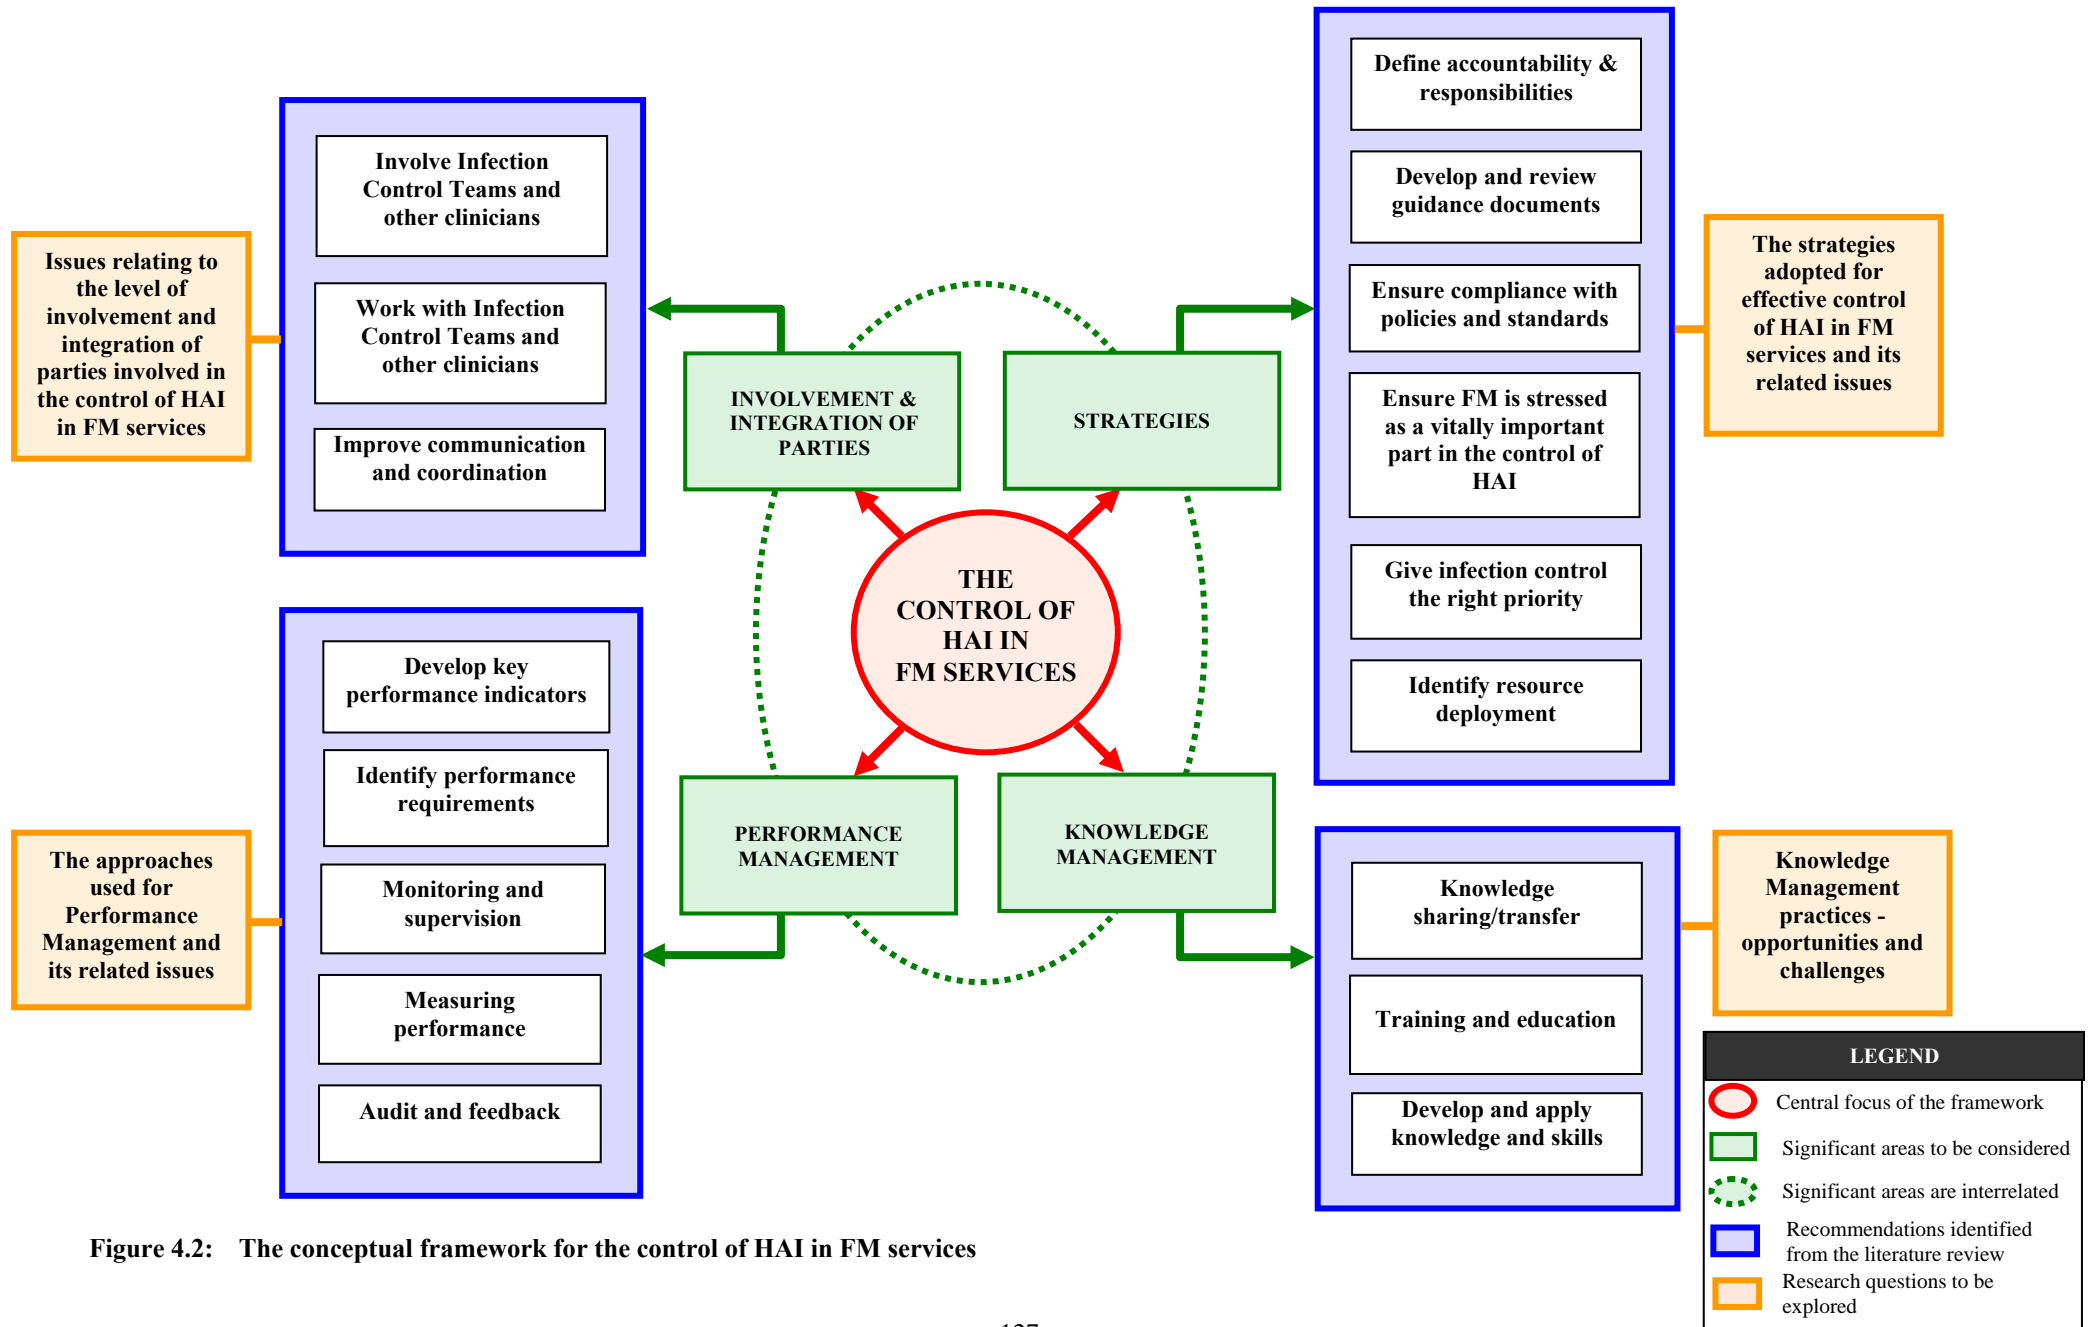 Involve Infection
Control Teams and
other clinicians
Work with Infection
Control Teams and
other clinicians
Improve communication
and coordination
Issues relating to
the level of
involvement and
integration of
parties involved in
the control of HAI
in FM services
INVOLVEMENT &
INTEGRATION OF
PARTIES
STRATEGIES
Define accountability &
responsibilities
Develop and review
guidance documents
Ensure compliance with
policies and standards
Ensure FM is stressed
as a vitally important
part in the control of
HAI
Give infection control
the right priority
Identify resource
deployment
The strategies
adopted for
effective control
of HAI in FM
services and its
related issues
THE
CONTROL OF
HAI IN
FM SERVICES
Develop key
performance indicators
Identify performance
requirements
Monitoring and
supervision
Measuring
performance
Audit and feedback
The approaches
used for
Performance
Management and
its related issues
PERFORMANCE
MANAGEMENT
KNOWLEDGE
MANAGEMENT
Knowledge
sharing/transfer
Training and education
Develop and apply
knowledge and skills
Knowledge
Management
practices -
opportunities and
challenges
LEGEND
Central focus of the framework
Significant areas to be considered
Significant areas are interrelated
Recommendations identified
from the literature review
Research questions to be
explored
Figure 4.2: The conceptual framework for the control of HAI in FM services